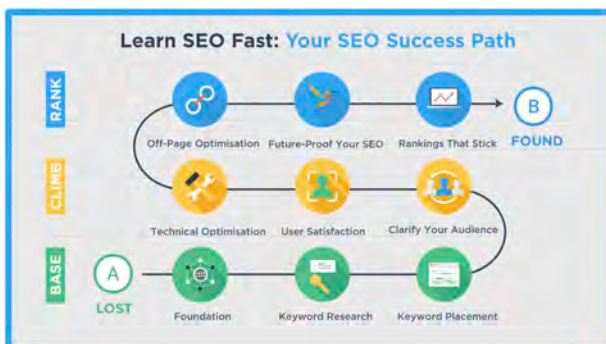 Learn SEO Fast: Your SEO Success Path
RANK
Off-Page Optimisation
Future-Proof Your SEO
Rankings That Stick
B
FOUND
CLIMB
Technical Optimisation
User Satisfaction
Clarify Your Audience
BASE
A
LOST
Foundation
Keyword Research
Keyword Placement